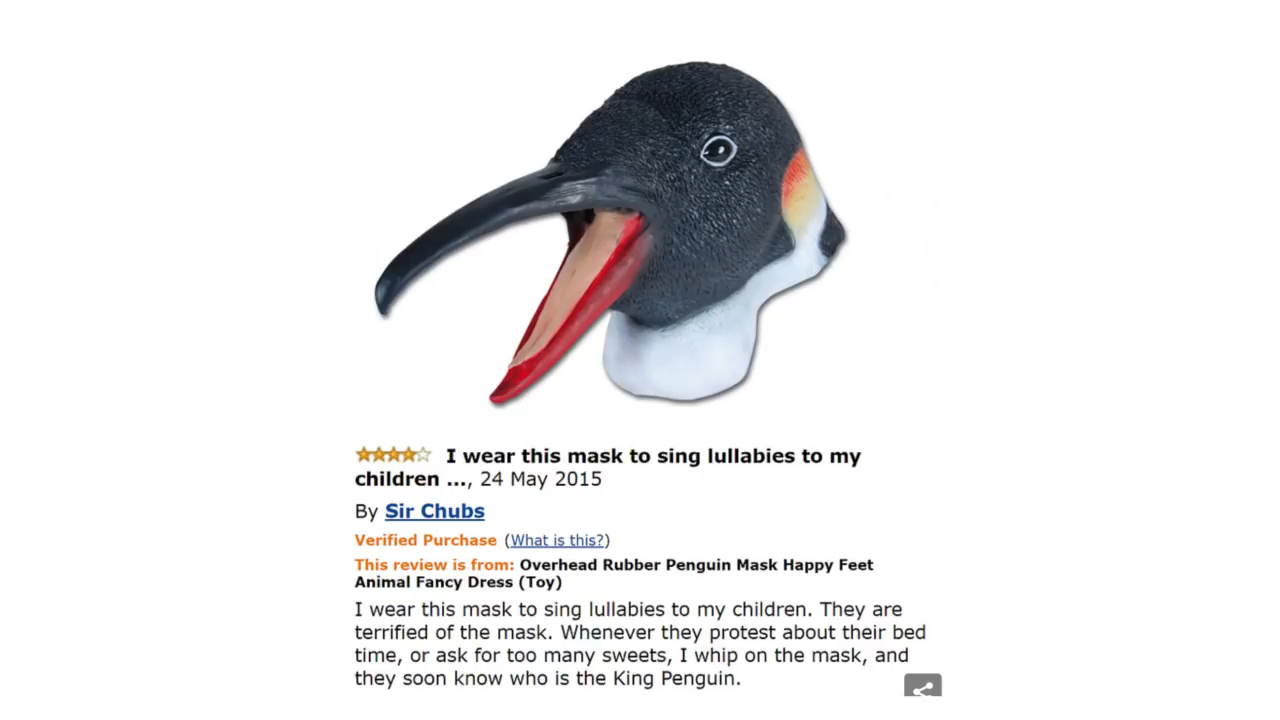 I wear this mask to sing lullabies to my
children ..., 24 May 2015
By Sir Chubs
Verified Purchase (What is this?)
This review is from: Overhead Rubber Penguin Mask Happy Feet
Animal Fancy Dress (Toy)
I wear this mask to sing lullabies to my children. They are
terrified of the mask. Whenever they protest about their bed
time, or ask for too many sweets, I whip on the mask, and
they soon know who is the King Penguin.